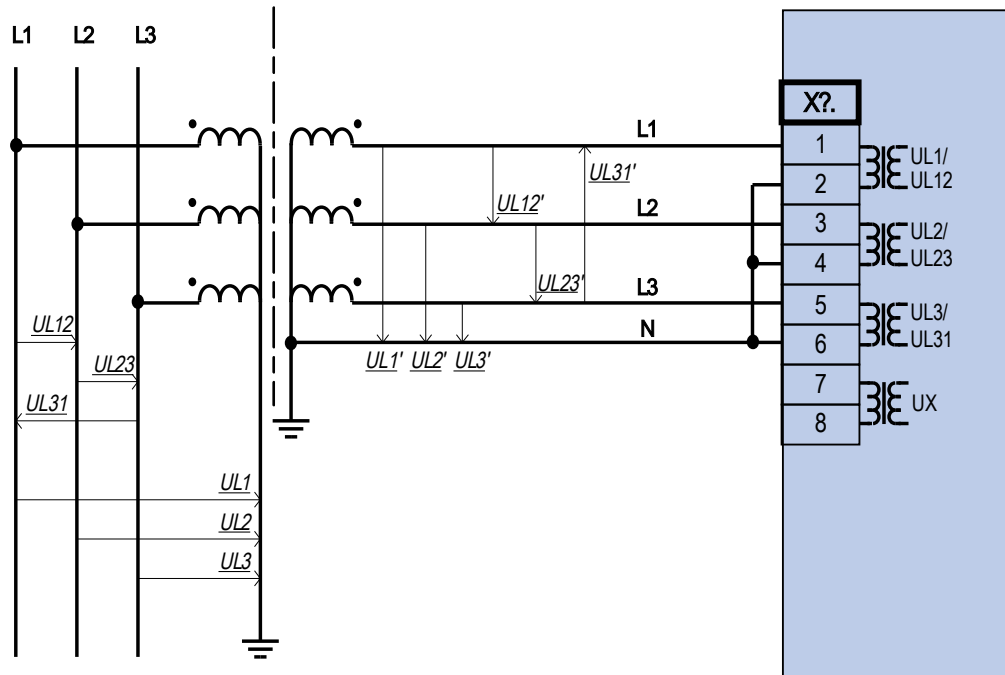 L1 L2 L3
X?.
L1
1
UL1/
UL31'
2
UL12
UL12'
L2
3
UL2/
4
UL23
UL23'
L3
5
UL3/
UL12
N
6
UL31
UL23
UL1' UL2' UL3'
7
UL31
UX
8
UL1
UL2
UL3